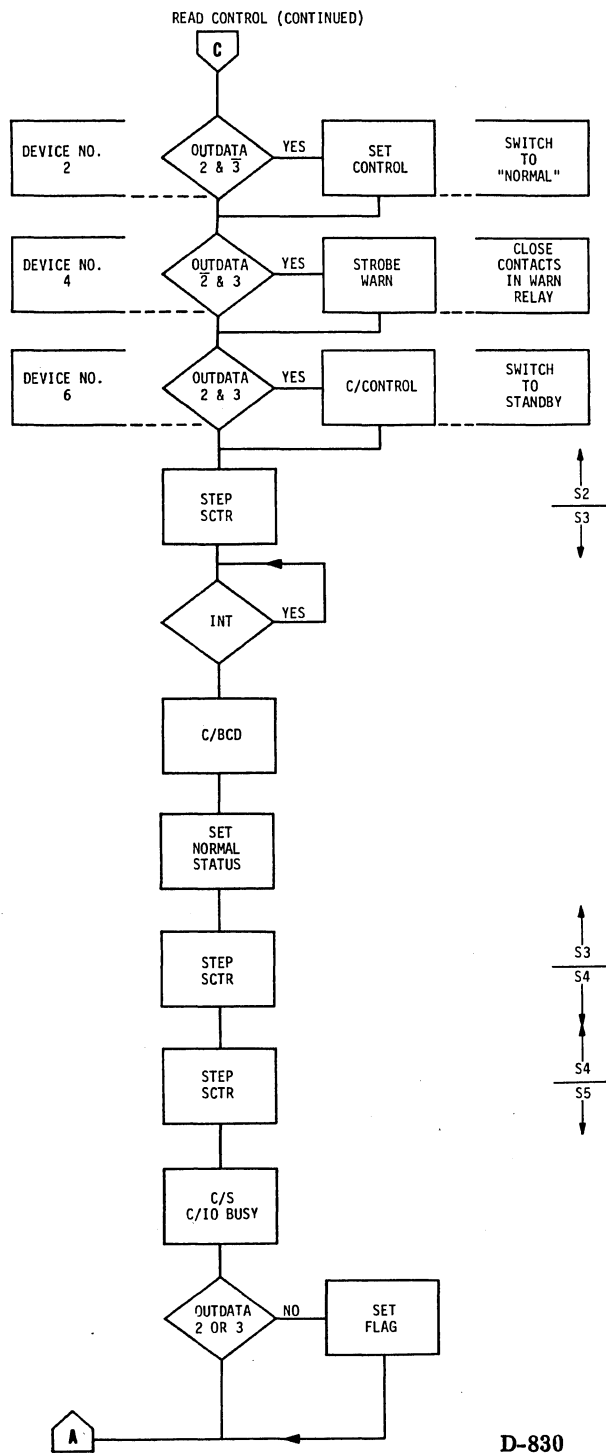 READ CONTROL (CONTINUED)
C
DEVICE NO.
2
OUTDATA
2 & 3̅
YES
SET
CONTROL
SWITCH
TO
"NORMAL"
DEVICE NO.
4
OUTDATA
2̅ & 3
YES
STROBE
WARN
CLOSE
CONTACTS
IN WARN
RELAY
DEVICE NO.
6
OUTDATA
2 & 3
YES
C/CONTROL
SWITCH
TO
STANDBY
STEP
SCTR
S2
S3
INT
YES
C/BCD
SET
NORMAL
STATUS
STEP
SCTR
S3
S4
STEP
SCTR
S4
S5
C/S
C/IO BUSY
OUTDATA
2 OR 3
NO
SET
FLAG
A
D-830